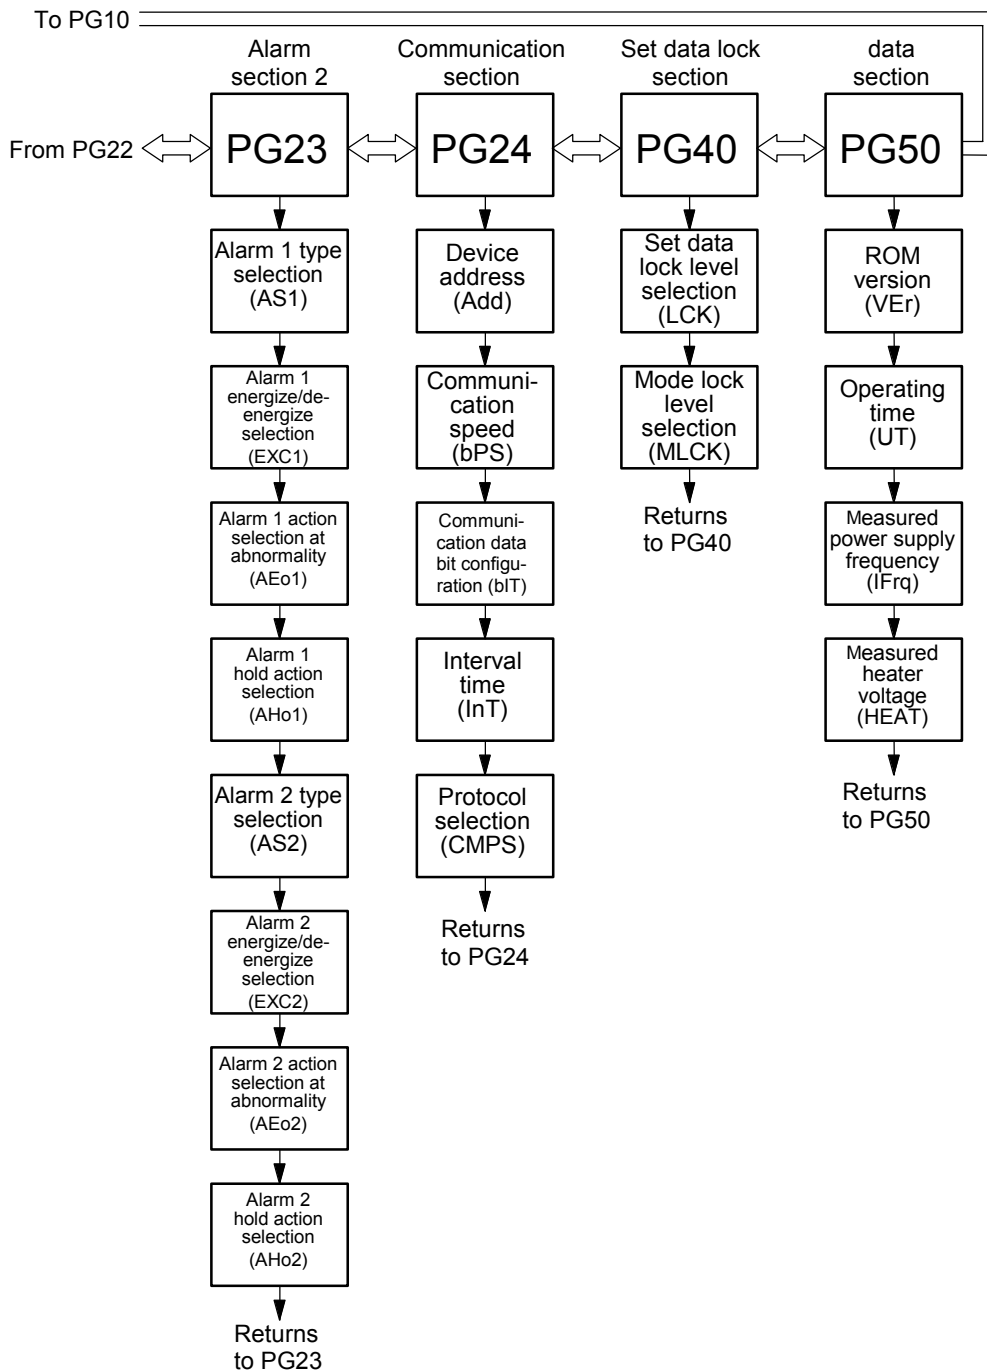 To PG10
Alarm
section 2
Communication
section
Set data lock
section
data
section
From PG22
PG23
PG24
PG40
PG50
Alarm 1 type
selection
(AS1)
Alarm 1
energize/de-
energize
selection
(EXC1)
Alarm 1 action
selection at
abnormality
(AEo1)
Alarm 1
hold action
selection
(AHo1)
Alarm 2 type
selection
(AS2)
Alarm 2
energize/de-
energize
selection
(EXC2)
Alarm 2 action
selection at
abnormality
(AEo2)
Alarm 2
hold action
selection
(AHo2)
Returns
to PG23
Device
address
(Add)
Communi-
cation
speed
(bPS)
Communi-
cation data
bit configu-
ration (bIT)
Interval
time
(InT)
Protocol
selection
(CMPS)
Returns
to PG24
Set data
lock level
selection
(LCK)
Mode lock
level
selection
(MLCK)
Returns
to PG40
ROM
version
(VEr)
Operating
time
(UT)
Measured
power supply
frequency
(IFrq)
Measured
heater
voltage
(HEAT)
Returns
to PG50